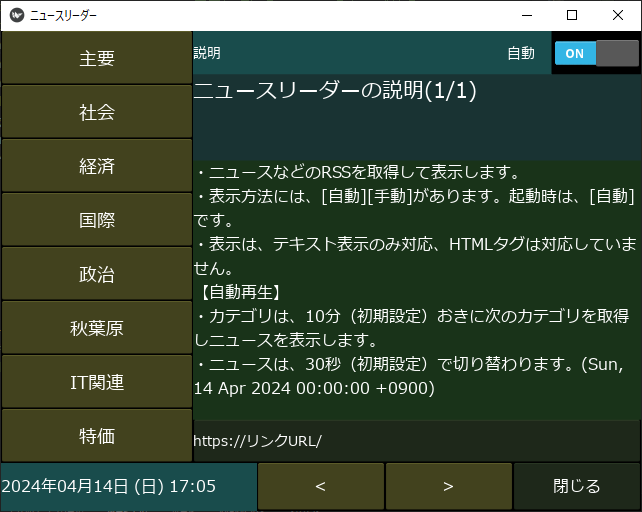 ニュースリーダー
主要
社会
経済
国際
政治
秋葉原
IT関連
特価
説明
自動
ON
ニュースリーダーの説明(1/1)
・ニュースなどのRSSを取得して表示します。
・表示方法には、[自動][手動]があります。起動時は、[自動]
です。
・表示は、テキスト表示のみ対応、HTMLタグは対応していま
せん。
【自動再生】
・カテゴリは、10分（初期設定）おきに次のカテゴリを取得
しニュースを表示します。
・ニュースは、30秒（初期設定）で切り替わります。(Sun,
14 Apr 2024 00:00:00 +0900)
https://リンクURL/
2024年04月14日 (日) 17:05
<
>
閉じる